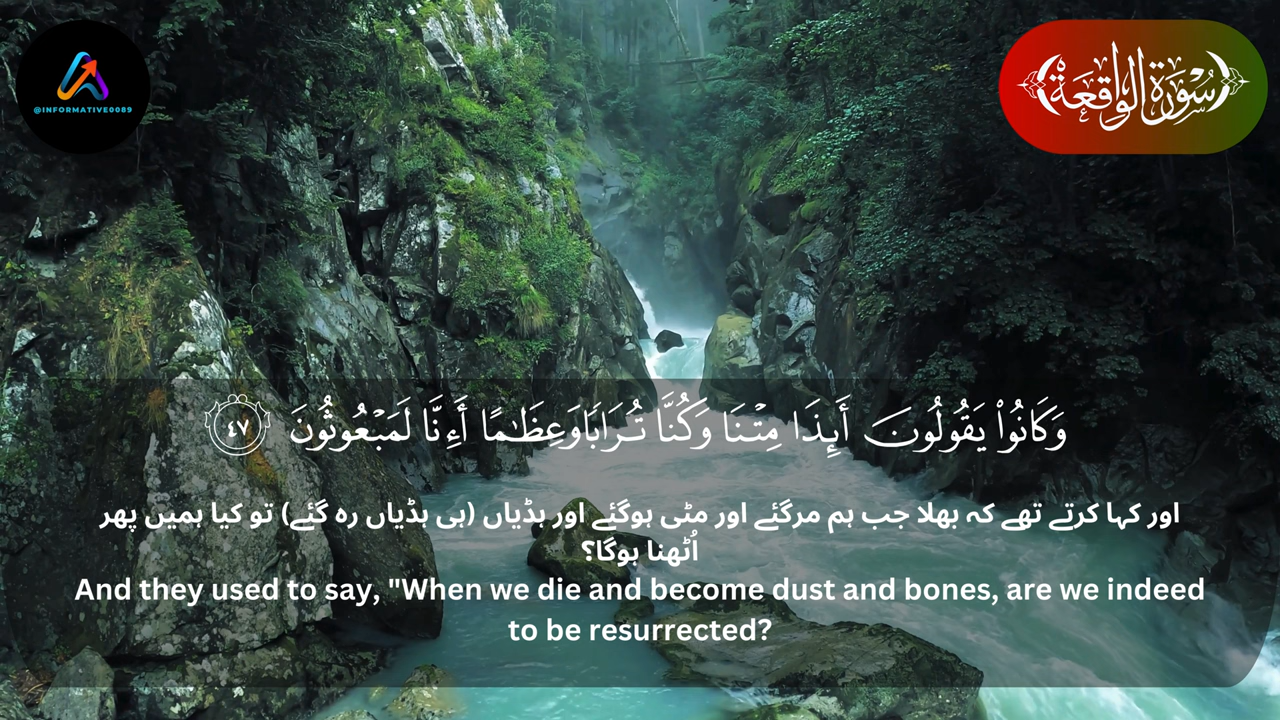 @INFORMATIVE0089
سُورَةُ الْوَاقِعَة
وَكَانُوا۟ يَقُولُونَ أَئِذَا مِتْنَا وَكُنَّا تُرَابًا وَعِظَٰمًا أَءِنَّا لَمَبْعُوثُونَ ٤٧
اور کہا کرتے تھے کہ بھلا جب ہم مرگئے اور مٹی ہوگئے اور ہڈیاں (ہی ہڈیاں رہ گئے) تو کیا ہمیں پھر
اُٹھنا ہوگا؟
And they used to say, "When we die and become dust and bones, are we indeed
to be resurrected?